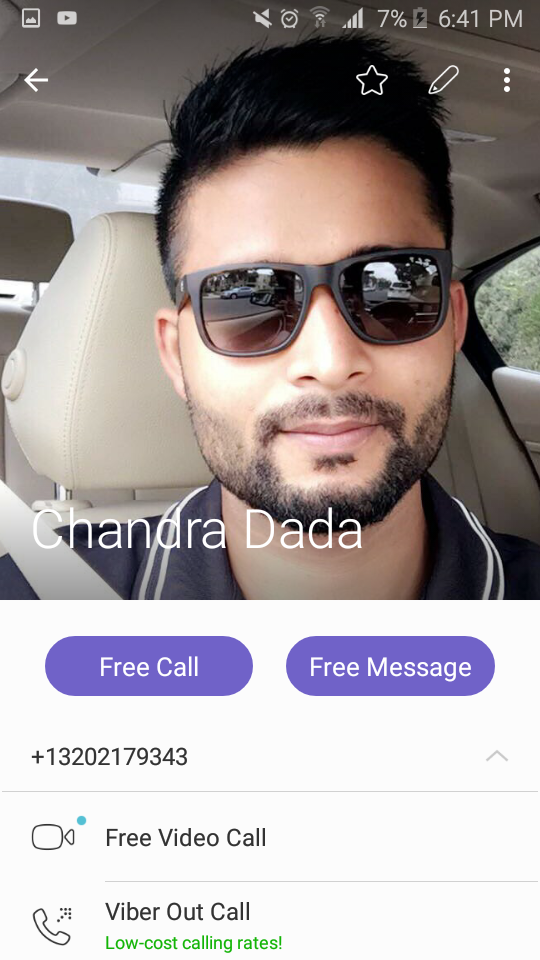 7% 6:41 PM
Chandra Dada
Free Call
Free Message
+13202179343
Free Video Call
Viber Out Call
Low-cost calling rates!